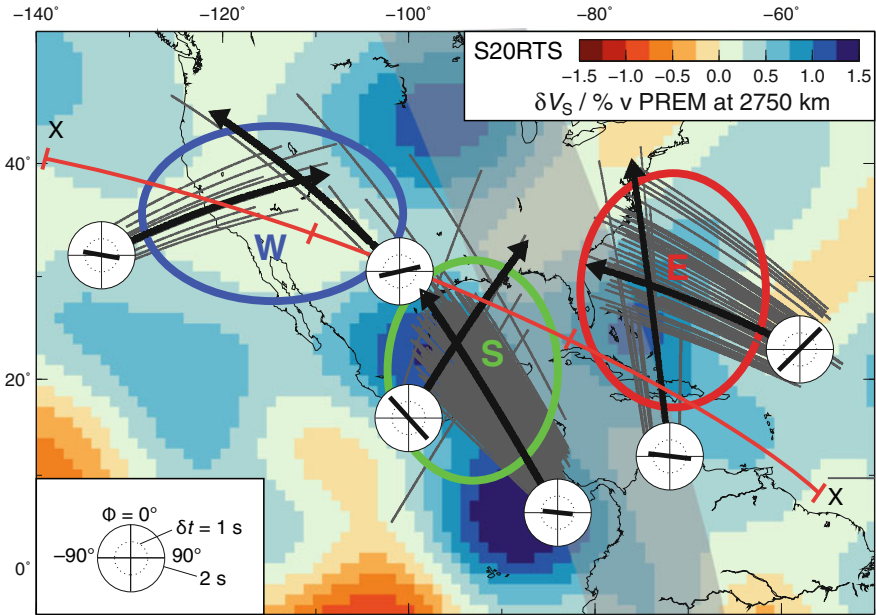 −140° −120° −100° −80° −60°
S20RTS
−1.5 −1.0 −0.5 0.0 0.5 1.0 1.5
δVS / % v PREM at 2750 km
X
40°
W
E
S
20°
X
Φ = 0°
δt = 1 s
−90° 90°
2 s
0°